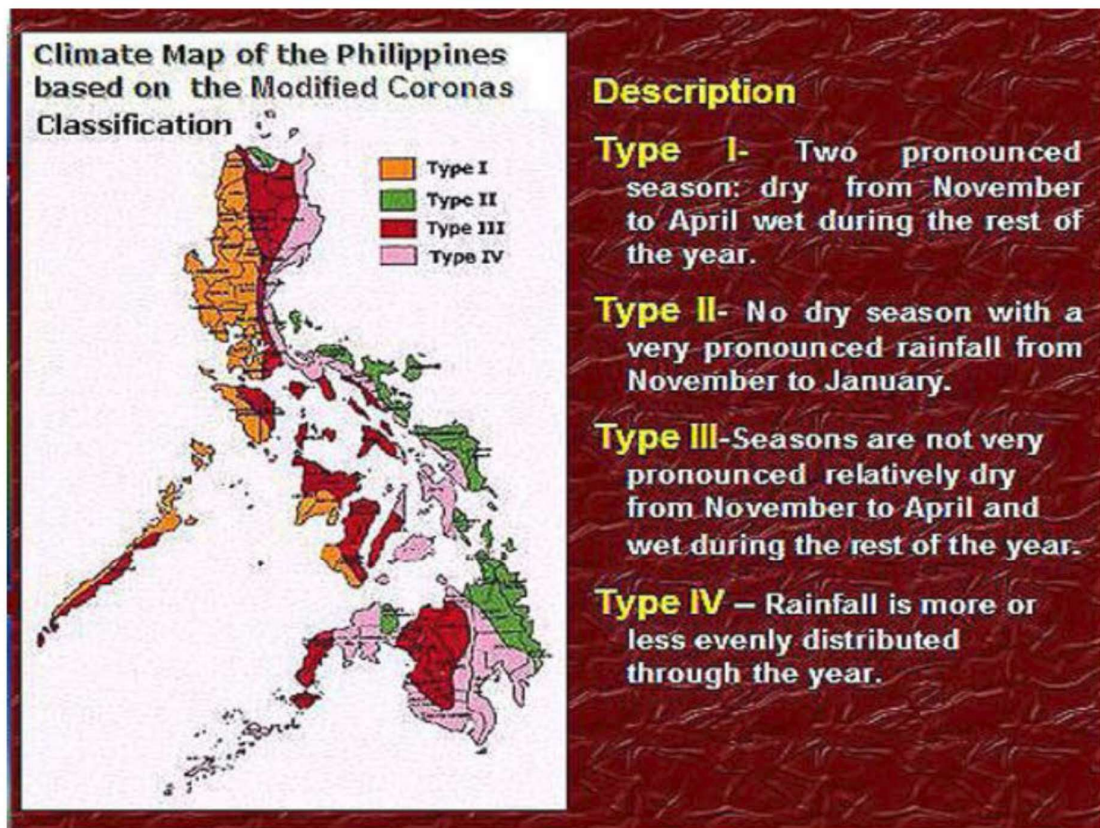 Climate Map of the Philippines
based on the Modified Coronas
Classification
Type I
Type II
Type III
Type IV
Description
Type I- Two pronounced
season: dry from November
to April wet during the rest of
the year.
Type II- No dry season with a
very pronounced rainfall from
November to January.
Type III-Seasons are not very
pronounced relatively dry
from November to April and
wet during the rest of the year.
Type IV – Rainfall is more or
less evenly distributed
through the year.